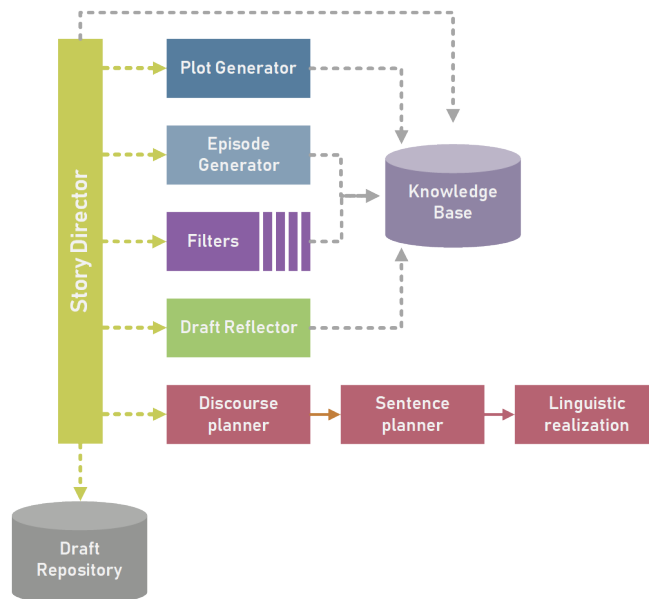 Story Director
Plot Generator
Episode
Generator
Filters
Draft Reflector
Discourse
planner
Sentence
planner
Linguistic
realization
Knowledge
Base
Draft
Repository